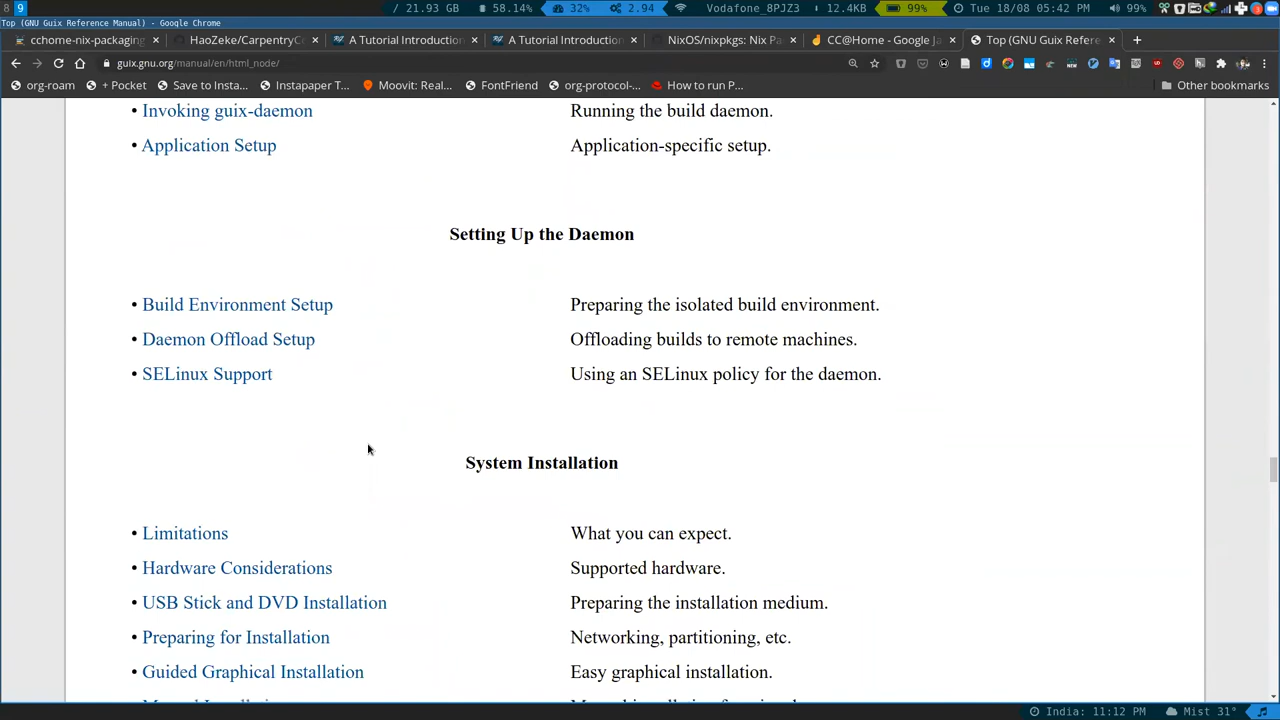 8 9
/ 21.93 GB 58.14% 32% 2.94 Vodafone_8PJZ3 12.4KB 99% Tue 18/08 05:42 PM 99%
Top (GNU Guix Reference Manual) - Google Chrome
cchome-nix-packaging HaoZeke/CarpentryCo A Tutorial Introduction A Tutorial Introduction NixOS/nixpkgs: Nix Pa CC@Home - Google Ja Top (GNU Guix Refere
guix.gnu.org/manual/en/html_node/
org-roam + Pocket Save to Insta... Instapaper T... Moovit: Real... FontFriend org-protocol-... How to run P... Other bookmarks
• Invoking guix-daemon Running the build daemon.
• Application Setup Application-specific setup.
Setting Up the Daemon
• Build Environment Setup Preparing the isolated build environment.
• Daemon Offload Setup Offloading builds to remote machines.
• SELinux Support Using an SELinux policy for the daemon.
System Installation
• Limitations What you can expect.
• Hardware Considerations Supported hardware.
• USB Stick and DVD Installation Preparing the installation medium.
• Preparing for Installation Networking, partitioning, etc.
• Guided Graphical Installation Easy graphical installation.
India: 11:12 PM Mist 31°